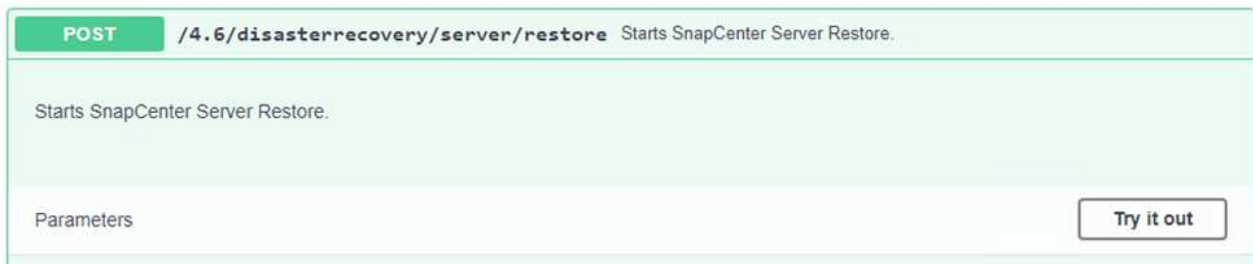 POST /4.6/disasterrecovery/server/restore Starts SnapCenter Server Restore.
Starts SnapCenter Server Restore.
Parameters Try it out